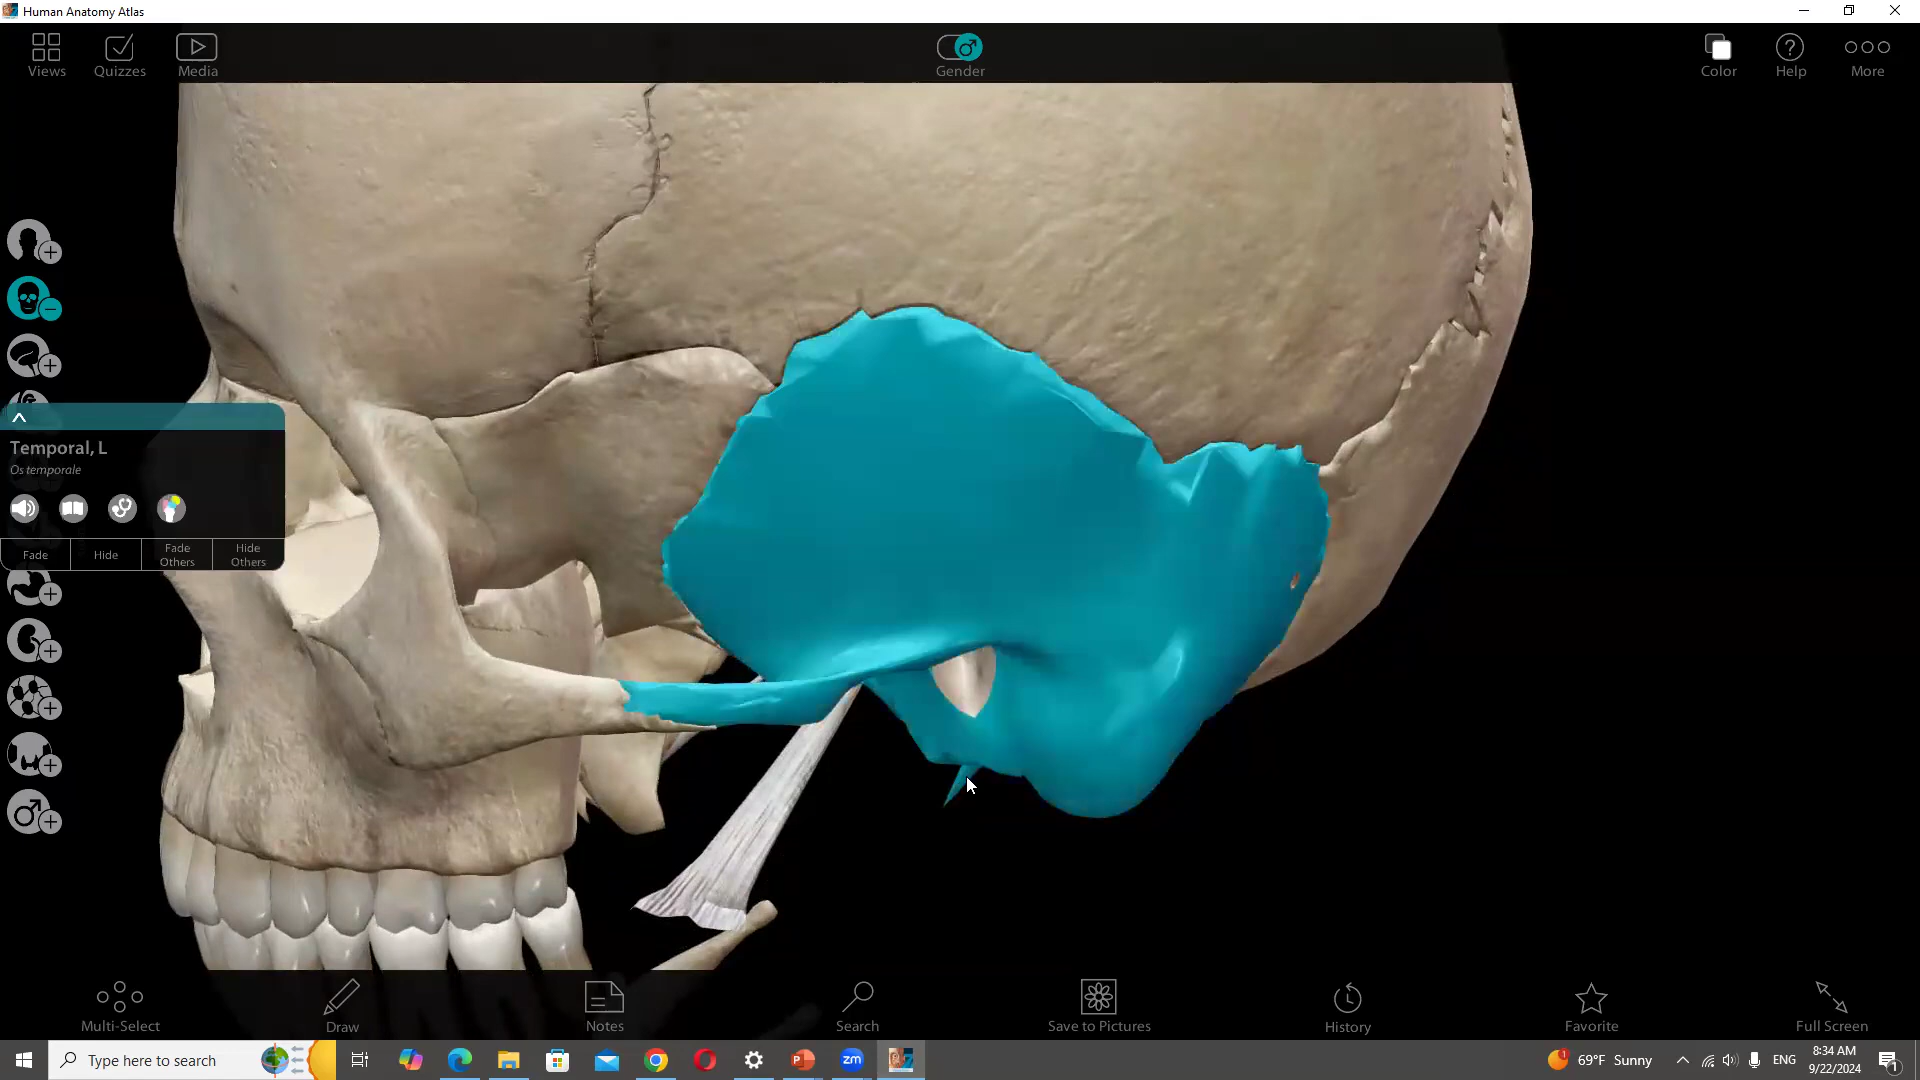 Human Anatomy Atlas
Views
Quizzes
Media
Gender
Color
Help
More
Temporal, L
Os temporale
Fade
Hide
Fade
Others
Hide
Others
Multi-Select
Draw
Notes
Search
Save to Pictures
History
Favorite
Full Screen
Type here to search
zm
69°F Sunny
ENG
8:34 AM
9/22/2024